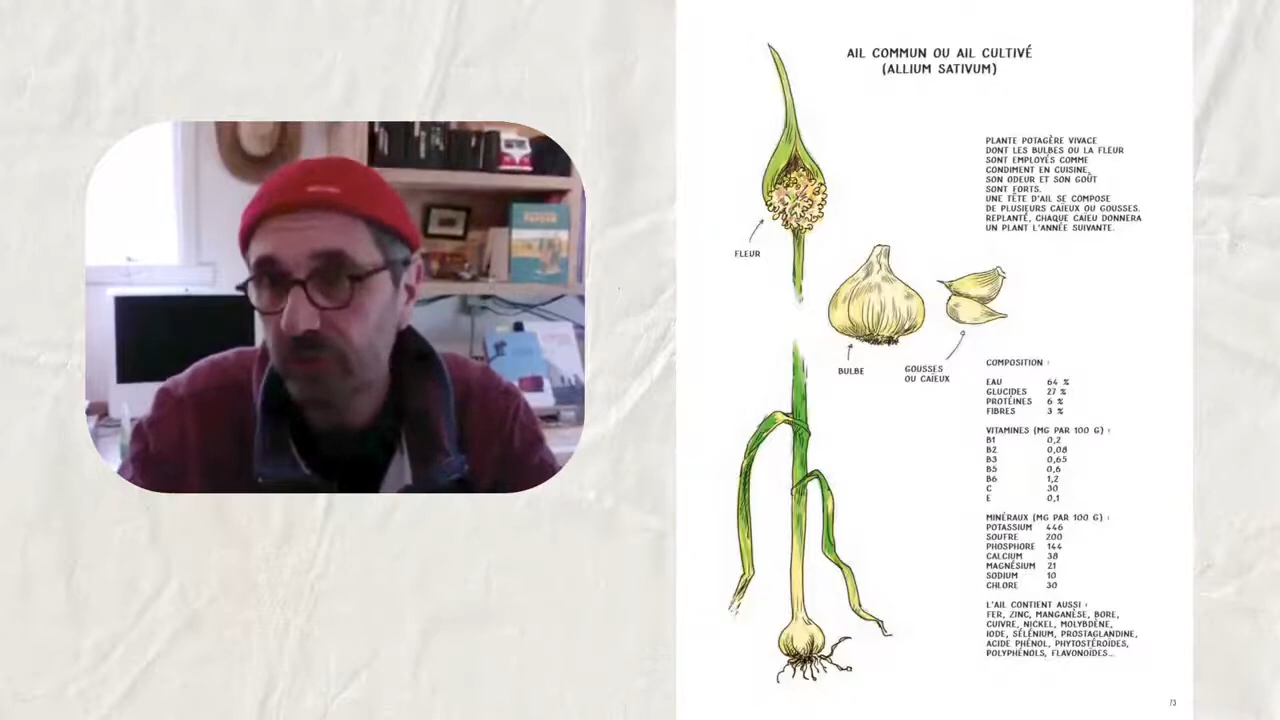 AIL COMMUN OU AIL CULTIVÉ
(ALLIUM SATIVUM)
PLANTE POTAGÈRE VIVACE
DONT LES BULBES OU LA FLEUR
SONT EMPLOYÉS COMME
CONDIMENT EN CUISINE,
SON ODEUR ET SON GOÛT
SONT FORTS.
UNE TÊTE D'AIL SE COMPOSE
DE PLUSIEURS CAÏEUX OU GOUSSES.
REPLANTÉ, CHAQUE CAÏEU DONNERA
UN PLANT L'ANNÉE SUIVANTE.
FLEUR
BULBE
GOUSSES
OU CAÏEUX
COMPOSITION :
EAU 64 %
GLUCIDES 27 %
PROTÉINES 6 %
FIBRES 3 %
VITAMINES (MG PAR 100 G) :
B1 0,2
B2 0,08
B3 0,65
B5 0,6
B6 1,2
C 30
E 0,1
MINÉRAUX (MG PAR 100 G) :
POTASSIUM 446
SOUFRE 200
PHOSPHORE 144
CALCIUM 38
MAGNÉSIUM 21
SODIUM 10
CHLORE 30
L'AIL CONTIENT AUSSI :
FER, ZINC, MANGANÈSE, BORE,
CUIVRE, NICKEL, MOLYBDÈNE,
IODE, SÉLÉNIUM, PROSTAGLANDINE,
ACIDE PHÉNOL, PHYTOSTÉROÏDES,
POLYPHÉNOLS, FLAVONOÏDES...
73